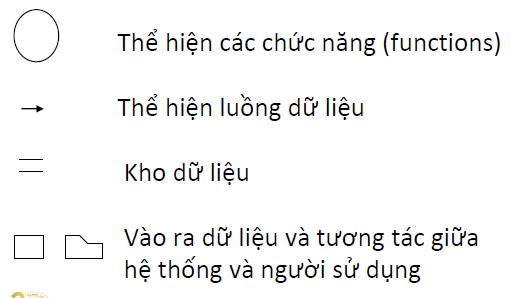 Thể hiện các chức năng (functions)
Thể hiện luồng dữ liệu
Kho dữ liệu
Vào ra dữ liệu và tương tác giữa
hệ thống và người sử dụng